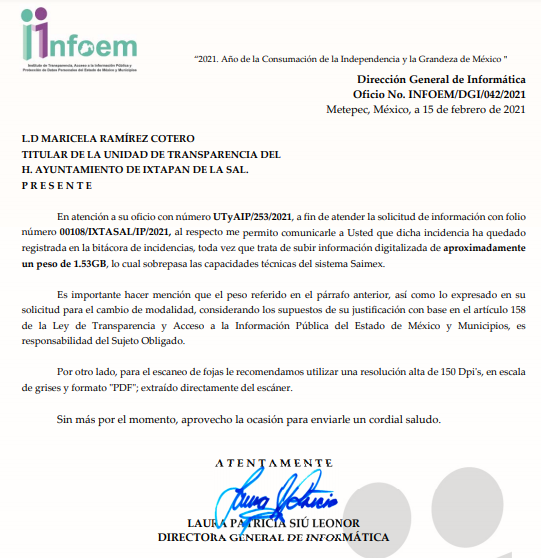 infoem
Instituto de Transparencia, Acceso a la Información Pública y
Protección de Datos Personales del Estado de México y Municipios
“2021. Año de la Consumación de la Independencia y la Grandeza de México "
Dirección General de Informática
Oficio No. INFOEM/DGI/042/2021
Metepec, México, a 15 de febrero de 2021
L.D MARICELA RAMÍREZ COTERO
TITULAR DE LA UNIDAD DE TRANSPARENCIA DEL
H. AYUNTAMIENTO DE IXTAPAN DE LA SAL.
P R E S E N T E
En atención a su oficio con número UTyAIP/253/2021, a fin de atender la solicitud de información con folio
número 00108/IXTASAL/IP/2021, al respecto me permito comunicarle a Usted que dicha incidencia ha quedado
registrada en la bitácora de incidencias, toda vez que trata de subir información digitalizada de aproximadamente
un peso de 1.53GB, lo cual sobrepasa las capacidades técnicas del sistema Saimex.
Es importante hacer mención que el peso referido en el párrafo anterior, así como lo expresado en su
solicitud para el cambio de modalidad, considerando los supuestos de su justificación con base en el artículo 158
de la Ley de Transparencia y Acceso a la Información Pública del Estado de México y Municipios, es
responsabilidad del Sujeto Obligado.
Por otro lado, para el escaneo de fojas le recomendamos utilizar una resolución alta de 150 Dpi's, en escala
de grises y formato "PDF"; extraído directamente del escáner.
Sin más por el momento, aprovecho la ocasión para enviarle un cordial saludo.
A T E N T A M E N T E
LAURA PATRICIA SIÚ LEONOR
DIRECTORA GENERAL DE INFORMÁTICA